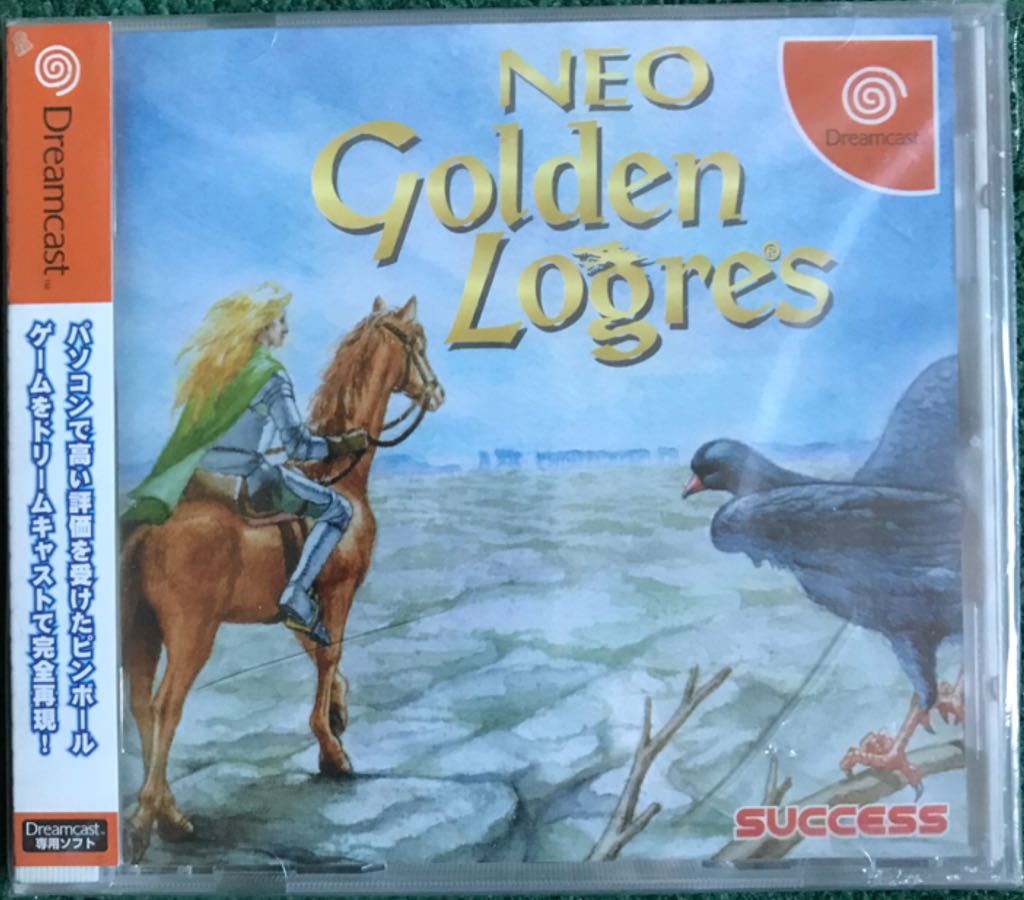 Dreamcast™
パソコンで高い評価を受けたピンボール
ゲームをドリームキャストで完全再現！
Dreamcast™
専用ソフト
NEO
Golden
Logres®
Dreamcast
SUCCESS